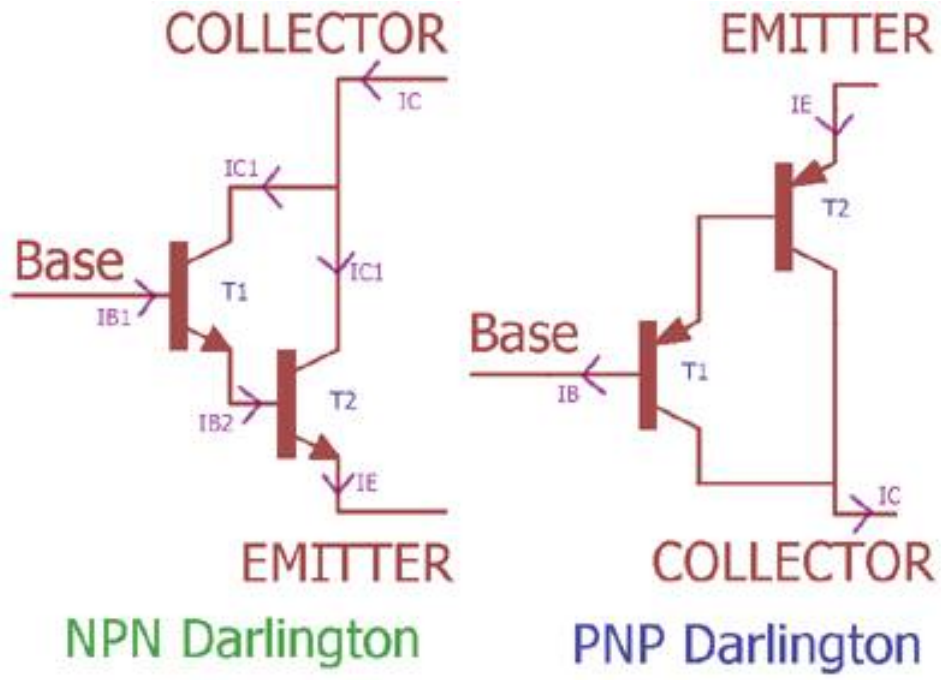 COLLECTOR
IC
IC1
IC1
Base
T1
IB1
T2
IB2
IE
EMITTER
NPN Darlington
EMITTER
IE
T2
Base
T1
IB
IC
COLLECTOR
PNP Darlington